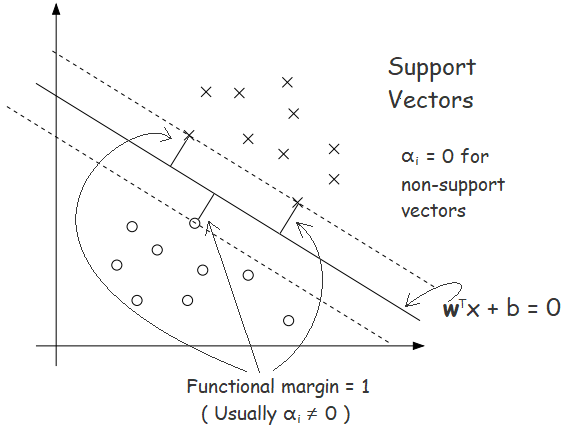 Support
Vectors
αᵢ = 0 for
non-support
vectors
wᵀx + b = 0
Functional margin = 1
( Usually αᵢ ≠ 0 )